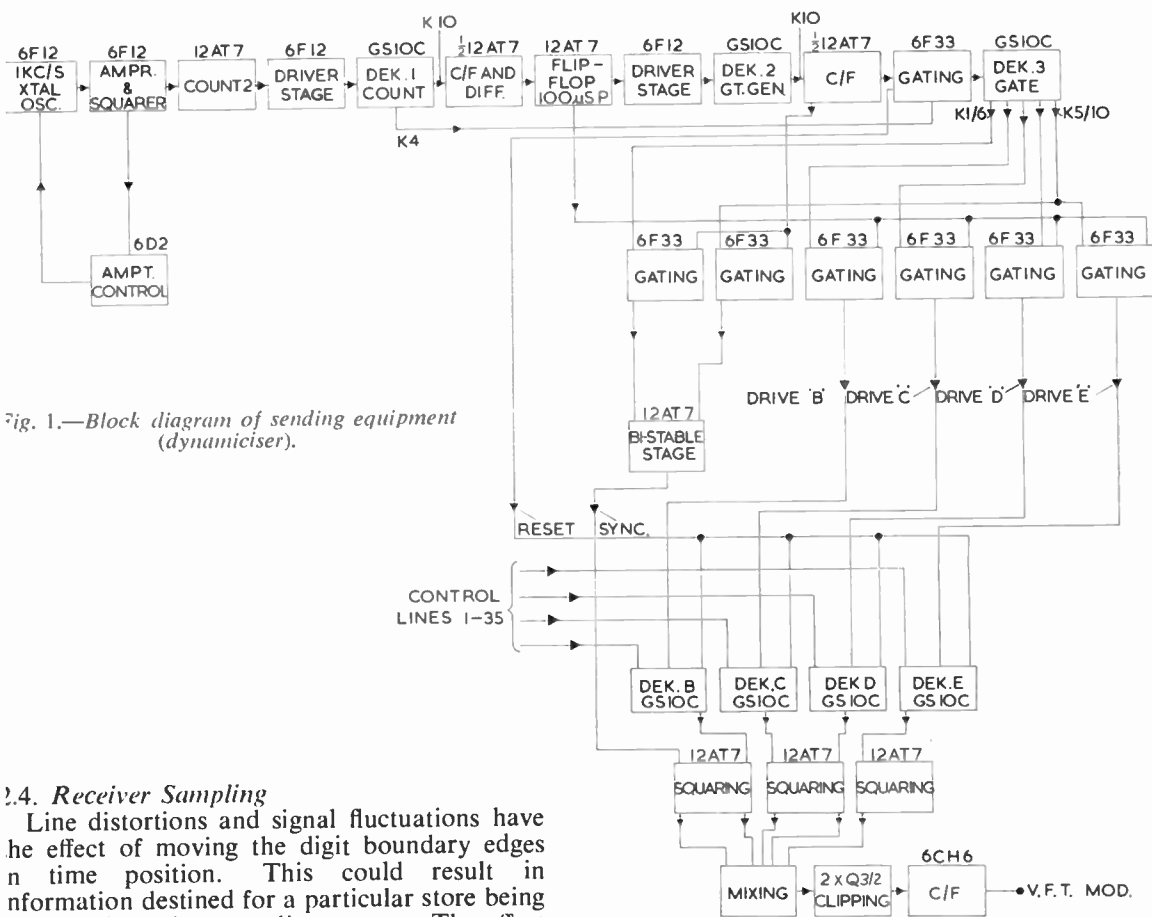 K 10
K10
6F12
6F12
12AT7
6F12
GS10C
½12AT7
12AT7
6F12
GS10C
½12AT7
6F33
GS10C
1KC/S XTAL OSC.
AMPR. & SQUARER
COUNT 2
DRIVER STAGE
DEK. 1 COUNT
C/F AND DIFF.
FLIP-FLOP 100µS P
DRIVER STAGE
DEK. 2 GT. GEN
C/F
GATING
DEK. 3 GATE
K4
K1/6
K5/10
6D2
AMPT. CONTROL
6F33
6F33
6F33
6F33
6F33
6F33
GATING
GATING
GATING
GATING
GATING
GATING
DRIVE 'B'
DRIVE 'C'
DRIVE 'D'
DRIVE 'E'
Fig. 1.—Block diagram of sending equipment
(dynamiciser).
12AT7
BI-STABLE STAGE
RESET
SYNC.
CONTROL
LINES 1-35
DEK. B GS10C
DEK. C GS10C
DEK D GS10C
DEK. E GS10C
12AT7
12AT7
12AT7
SQUARING
SQUARING
SQUARING
MIXING
2 x Q3/2 CLIPPING
6CH6
C/F
V.F.T. MOD.
2.4. Receiver Sampling
Line distortions and signal fluctuations have
the effect of moving the digit boundary edges
in time position. This could result in
information destined for a particular store being